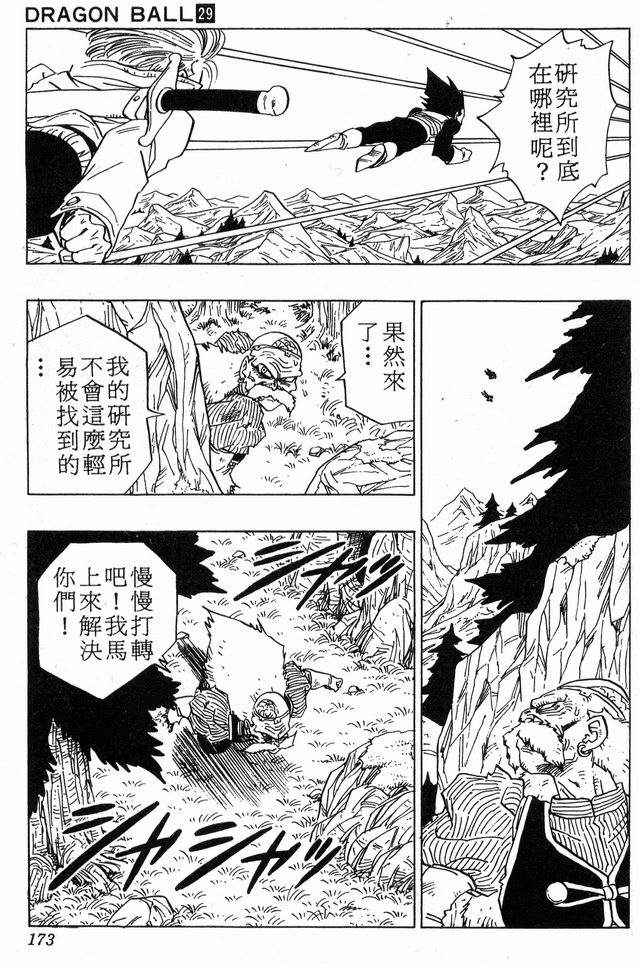 DRAGON BALL 29
研究所到底
在哪裡呢？
果然來
了…
我的研究所
不會這麼輕
易被找到的
…
慢慢打轉
吧！我馬
上來解決
你們！
シャッ
シャシャッ
173